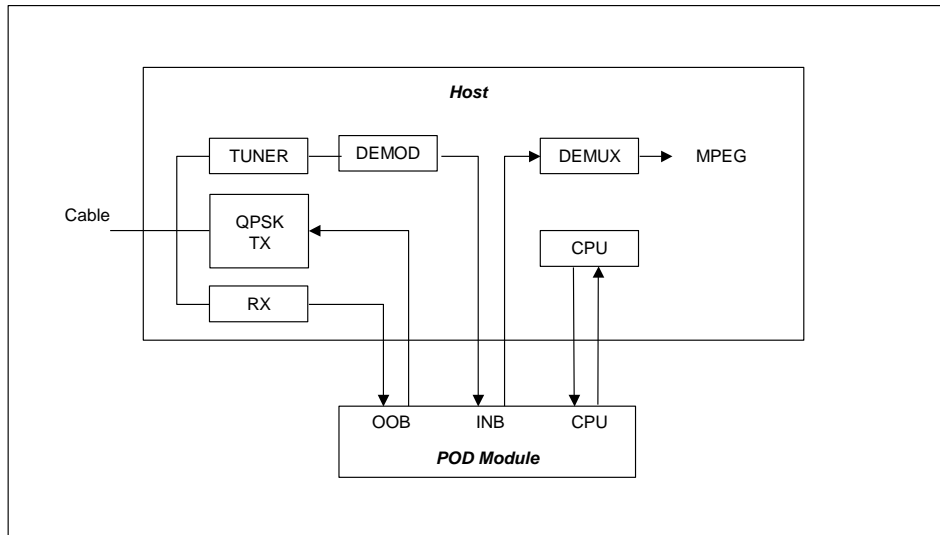 Host
TUNER
DEMOD
DEMUX
MPEG
Cable
QPSK
TX
CPU
RX
OOB
INB
CPU
POD Module